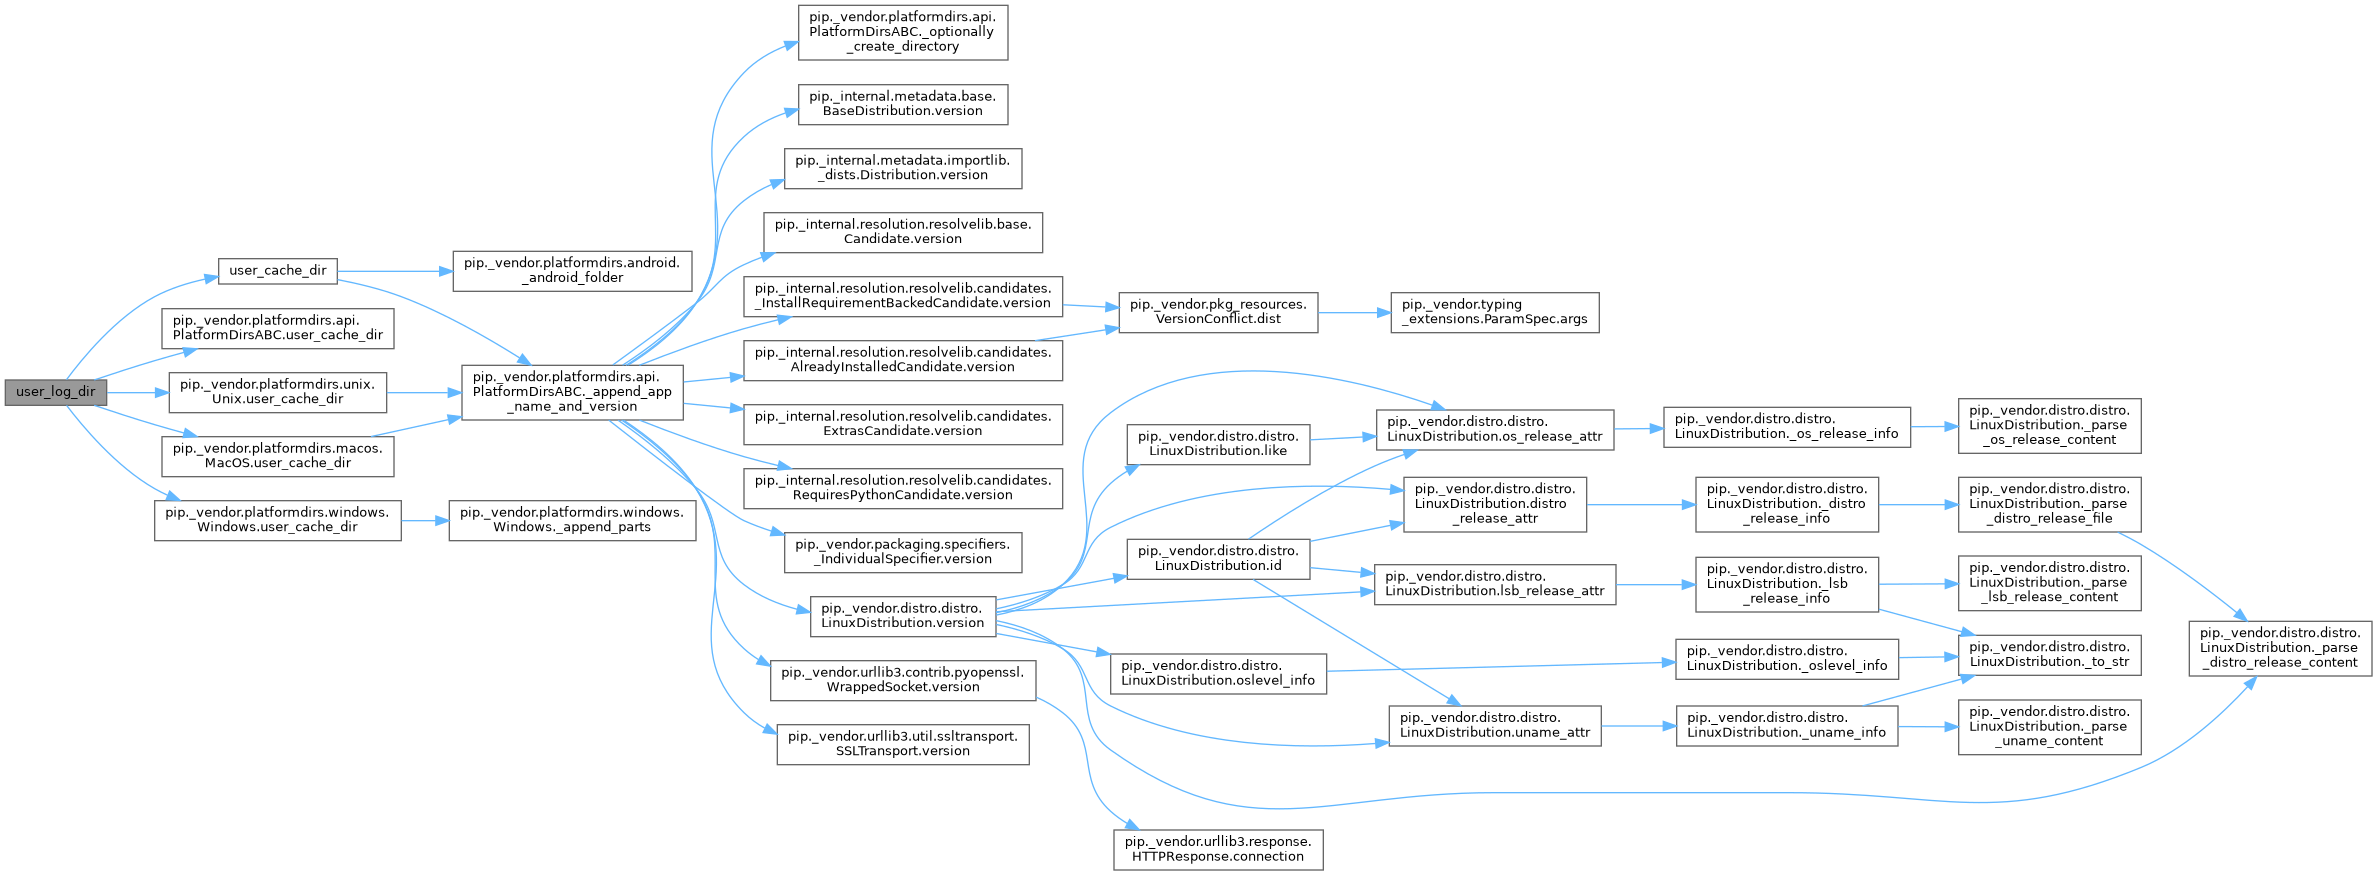 user_log_dir
user_cache_dir
pip._vendor.platformdirs.api.
PlatformDirsABC.user_cache_dir
pip._vendor.platformdirs.unix.
Unix.user_cache_dir
pip._vendor.platformdirs.macos.
MacOS.user_cache_dir
pip._vendor.platformdirs.windows.
Windows.user_cache_dir
pip._vendor.platformdirs.android.
_android_folder
pip._vendor.platformdirs.api.
PlatformDirsABC._append_app
_name_and_version
pip._vendor.platformdirs.windows.
Windows._append_parts
pip._vendor.platformdirs.api.
PlatformDirsABC._optionally
_create_directory
pip._internal.metadata.base.
BaseDistribution.version
pip._internal.metadata.importlib.
_dists.Distribution.version
pip._internal.resolution.resolvelib.base.
Candidate.version
pip._internal.resolution.resolvelib.candidates.
_InstallRequirementBackedCandidate.version
pip._internal.resolution.resolvelib.candidates.
AlreadyInstalledCandidate.version
pip._internal.resolution.resolvelib.candidates.
ExtrasCandidate.version
pip._internal.resolution.resolvelib.candidates.
RequiresPythonCandidate.version
pip._vendor.packaging.specifiers.
_IndividualSpecifier.version
pip._vendor.distro.distro.
LinuxDistribution.version
pip._vendor.urllib3.contrib.pyopenssl.
WrappedSocket.version
pip._vendor.urllib3.util.ssltransport.
SSLTransport.version
pip._vendor.pkg_resources.
VersionConflict.dist
pip._vendor.distro.distro.
LinuxDistribution.like
pip._vendor.distro.distro.
LinuxDistribution.id
pip._vendor.distro.distro.
LinuxDistribution.oslevel_info
pip._vendor.urllib3.response.
HTTPResponse.connection
pip._vendor.typing
_extensions.ParamSpec.args
pip._vendor.distro.distro.
LinuxDistribution.os_release_attr
pip._vendor.distro.distro.
LinuxDistribution.distro
_release_attr
pip._vendor.distro.distro.
LinuxDistribution.lsb_release_attr
pip._vendor.distro.distro.
LinuxDistribution.uname_attr
pip._vendor.distro.distro.
LinuxDistribution._os_release_info
pip._vendor.distro.distro.
LinuxDistribution._distro
_release_info
pip._vendor.distro.distro.
LinuxDistribution._lsb
_release_info
pip._vendor.distro.distro.
LinuxDistribution._oslevel_info
pip._vendor.distro.distro.
LinuxDistribution._uname_info
pip._vendor.distro.distro.
LinuxDistribution._parse
_os_release_content
pip._vendor.distro.distro.
LinuxDistribution._parse
_distro_release_file
pip._vendor.distro.distro.
LinuxDistribution._parse
_lsb_release_content
pip._vendor.distro.distro.
LinuxDistribution._to_str
pip._vendor.distro.distro.
LinuxDistribution._parse
_uname_content
pip._vendor.distro.distro.
LinuxDistribution._parse
_distro_release_content